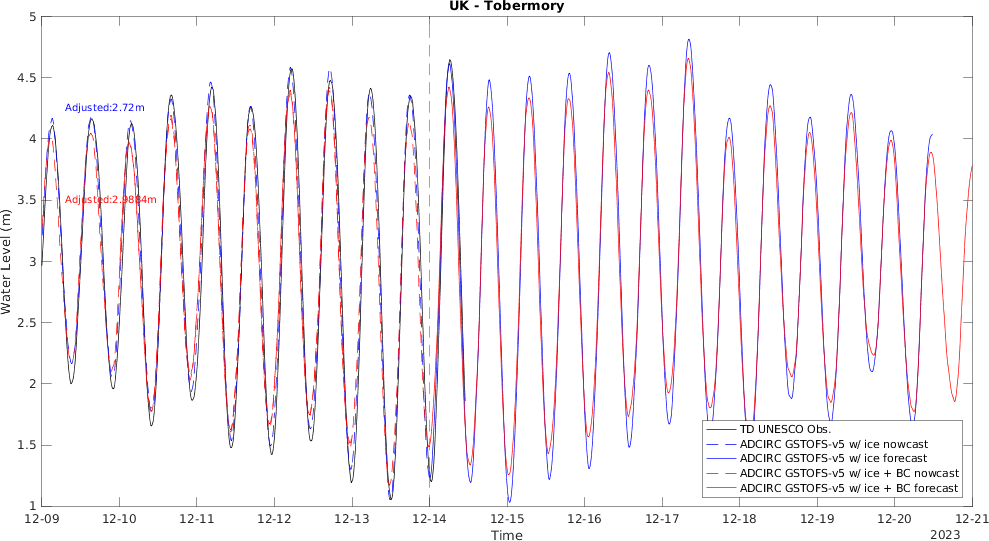 UK - Tobermory
5
4.5
4
3.5
3
2.5
2
1.5
1
Water Level (m)
Adjusted:2.72m
Adjusted:2.9884m
TD UNESCO Obs.
ADCIRC GSTOFS-v5 w/ ice nowcast
ADCIRC GSTOFS-v5 w/ ice forecast
ADCIRC GSTOFS-v5 w/ ice + BC nowcast
ADCIRC GSTOFS-v5 w/ ice + BC forecast
12-09 12-10 12-11 12-12 12-13 12-14 12-15 12-16 12-17 12-18 12-19 12-20 12-21
Time
2023